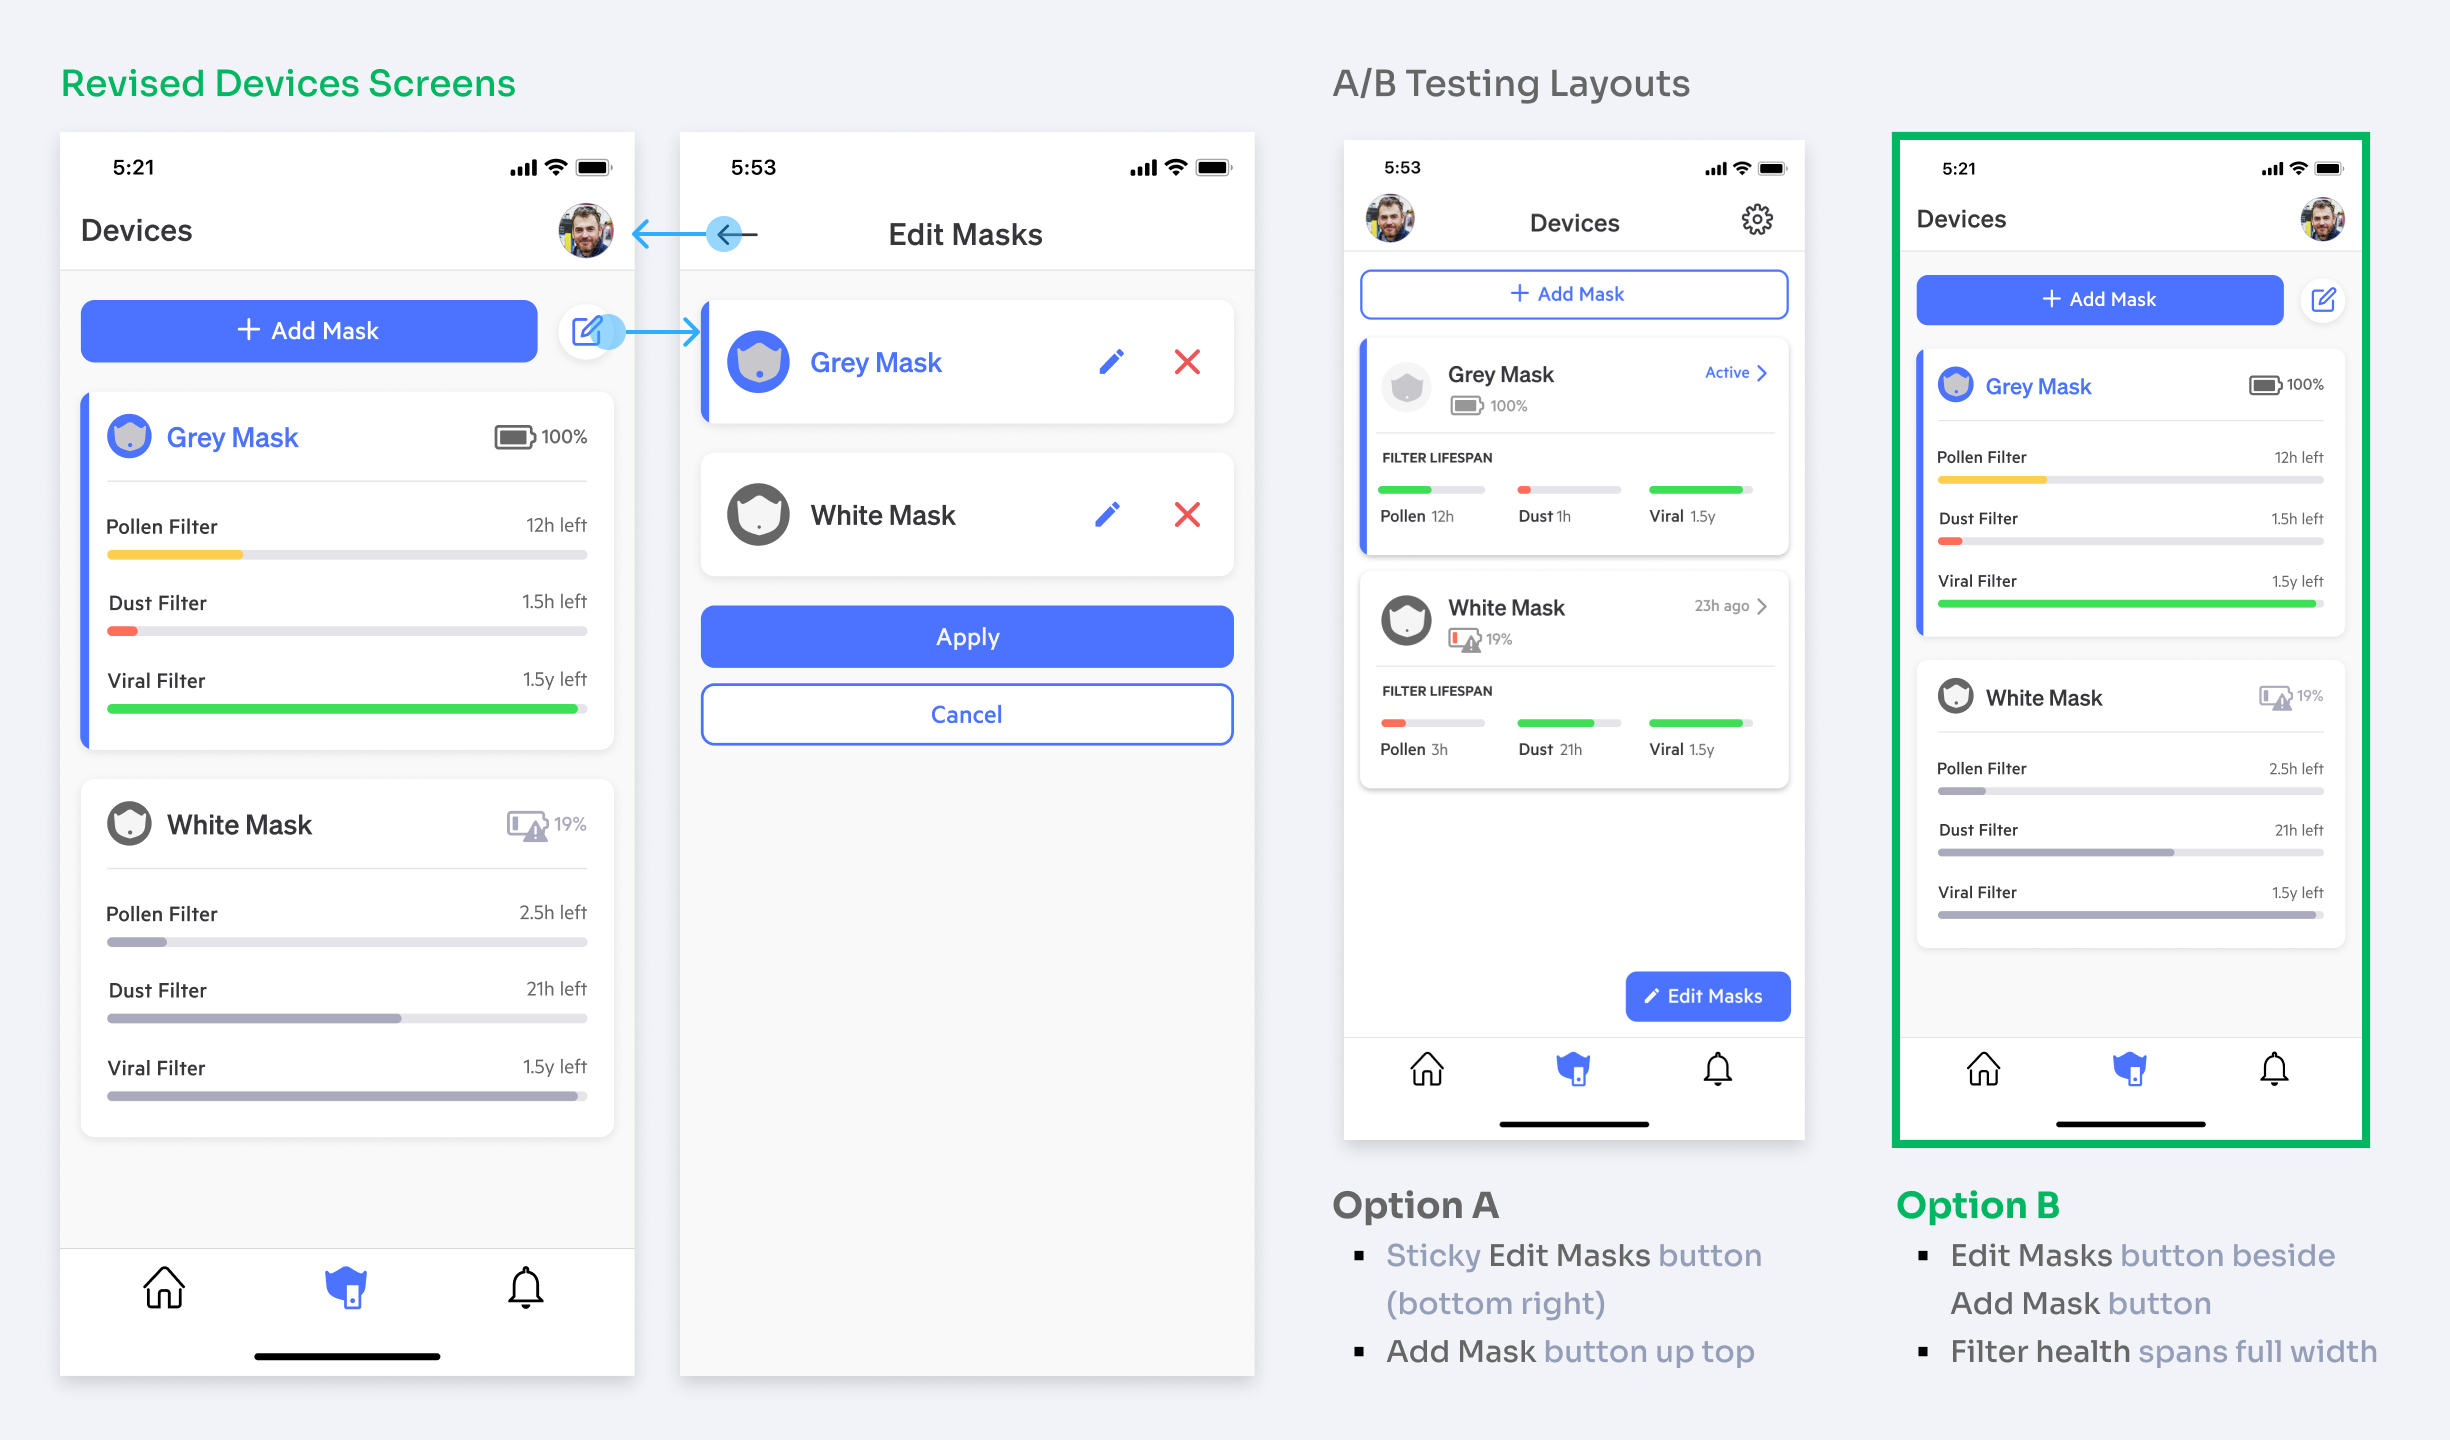 Revised Devices Screens
5:21
Devices
+ Add Mask
Grey Mask
100%
Pollen Filter
12h left
Dust Filter
1.5h left
Viral Filter
1.5y left
White Mask
19%
Pollen Filter
2.5h left
Dust Filter
21h left
Viral Filter
1.5y left
5:53
Edit Masks
Grey Mask
White Mask
Apply
Cancel
A/B Testing Layouts
5:53
Devices
+ Add Mask
Grey Mask
Active
100%
FILTER LIFESPAN
Pollen 12h
Dust 1h
Viral 1.5y
White Mask
23h ago
19%
FILTER LIFESPAN
Pollen 3h
Dust 21h
Viral 1.5y
Edit Masks
Option A
▪ Sticky Edit Masks button
(bottom right)
▪ Add Mask button up top
5:21
Devices
+ Add Mask
Grey Mask
100%
Pollen Filter
12h left
Dust Filter
1.5h left
Viral Filter
1.5y left
White Mask
19%
Pollen Filter
2.5h left
Dust Filter
21h left
Viral Filter
1.5y left
Option B
▪ Edit Masks button beside
Add Mask button
▪ Filter health spans full width